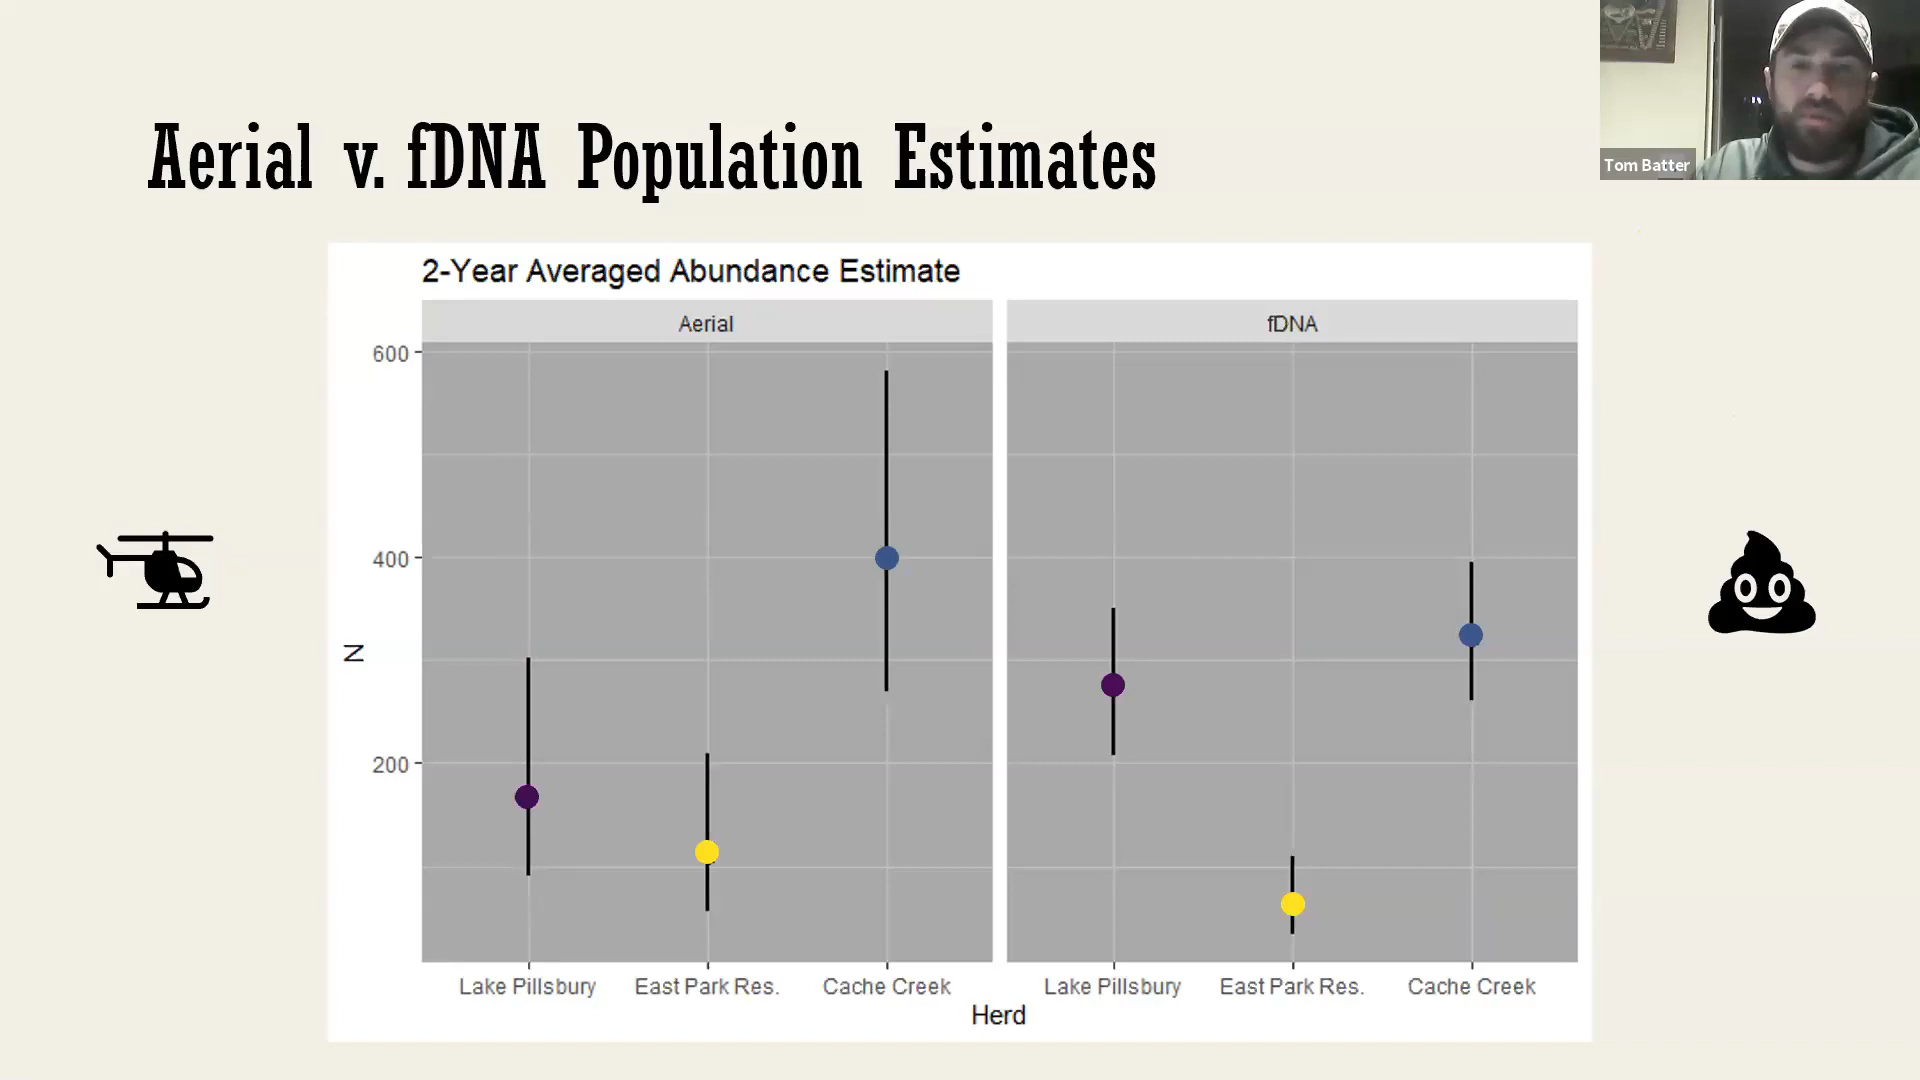 Tom Batter
Aerial v. fDNA Population Estimates
2-Year Averaged Abundance Estimate
Aerial
fDNA
600
400
200
N
Lake Pillsbury East Park Res. Cache Creek
Lake Pillsbury East Park Res. Cache Creek
Herd